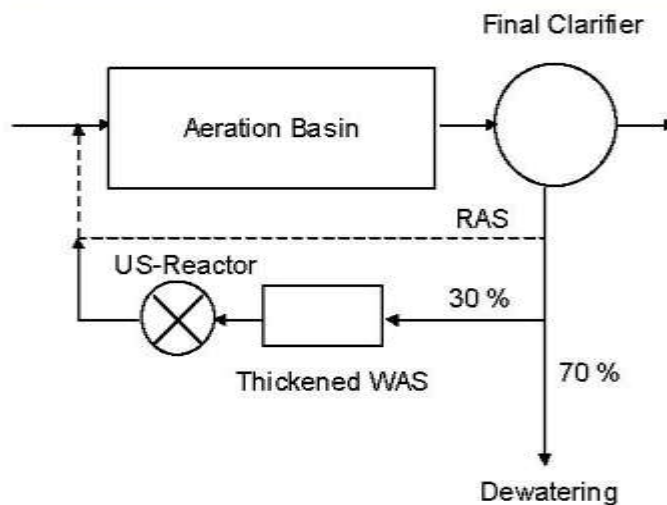 Final Clarifier
Aeration Basin
RAS
US-Reactor
30 %
Thickened WAS
70 %
Dewatering